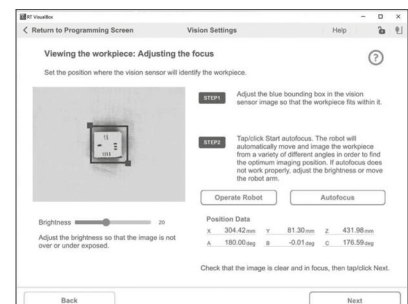 RT VisualBox
Return to Programming Screen
Vision Settings
Help
Viewing the workpiece: Adjusting the focus
?
Set the position where the vision sensor will identify the workpiece.
STEP1
Adjust the blue bounding box in the vision
sensor image so that the workpiece fits within it.
STEP2
Tap/click Start autofocus. The robot will
automatically move and image the workpiece
from a variety of different angles in order to find
the optimum imaging position. If autofocus does
not work properly, adjust the brightness or move
the robot arm.
Operate Robot
Autofocus
Brightness
20
Adjust the brightness so that the image is not
over or under exposed.
Position Data
X 304.42 mm Y 81.30 mm Z 431.98 mm
A 180.00 deg B -0.01 deg C 176.59 deg
Check that the image is clear and in focus, then tap/click Next.
Back
Next